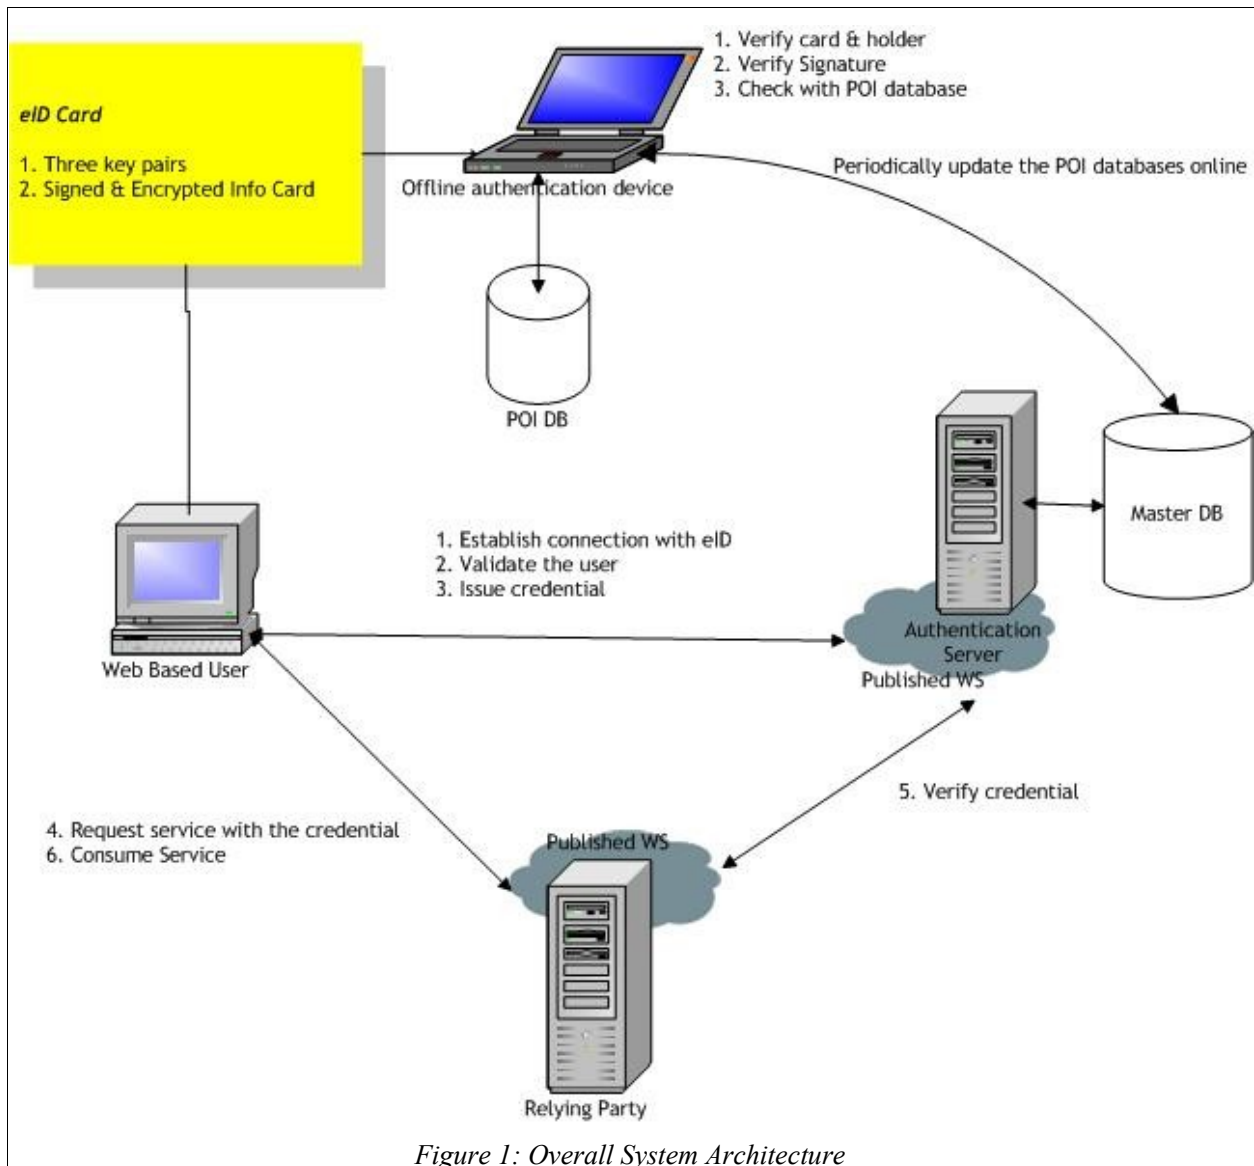 eID Card
1. Three key pairs
2. Signed & Encrypted Info Card
1. Verify card & holder
2. Verify Signature
3. Check with POI database
Offline authentication device
Periodically update the POI databases online
POI DB
Master DB
1. Establish connection with eID
2. Validate the user
3. Issue credential
Web Based User
Authentication
Server
Published WS
5. Verify credential
4. Request service with the credential
6. Consume Service
Published WS
Relying Party
Figure 1: Overall System Architecture